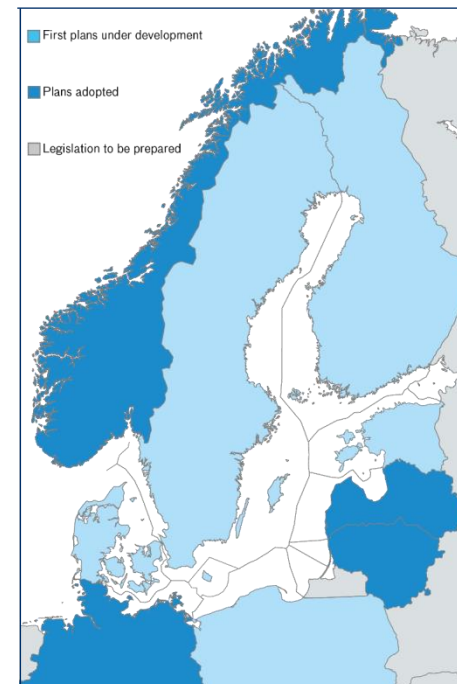 First plans under development
Plans adopted
Legislation to be prepared